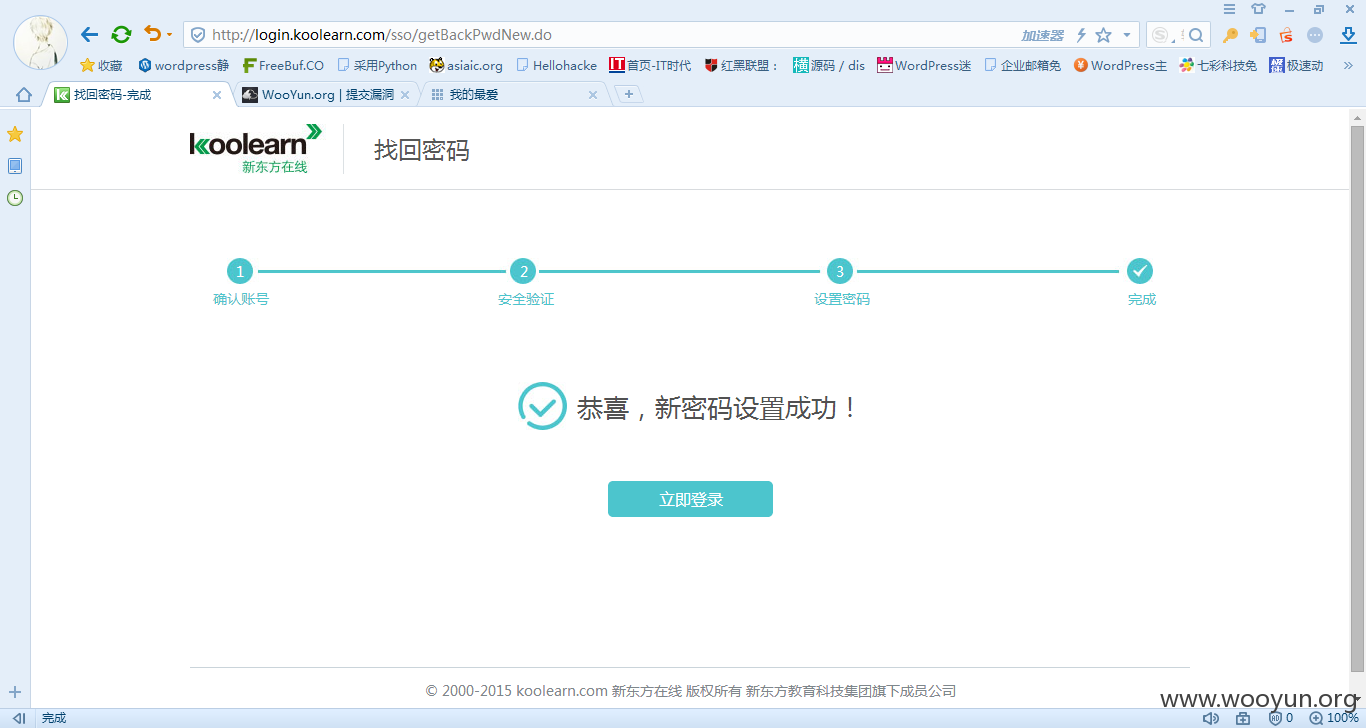 http://login.koolearn.com/sso/getBackPwdNew.do 加速器
收藏 wordpress静 FreeBuf.CO 采用Python asiaic.org Hellohacke 首页-IT时代 红黑联盟： 源码 / dis WordPress迷 企业邮箱免 WordPress主 七彩科技免 极速动 »
找回密码-完成 WooYun.org | 提交漏洞 我的最爱
koolearn 找回密码
新东方在线
1 2 3
确认账号 安全验证 设置密码 完成
恭喜，新密码设置成功！
立即登录
© 2000-2015 koolearn.com 新东方在线 版权所有 新东方教育科技集团旗下成员公司
www.wooyun.org
完成 0 100%